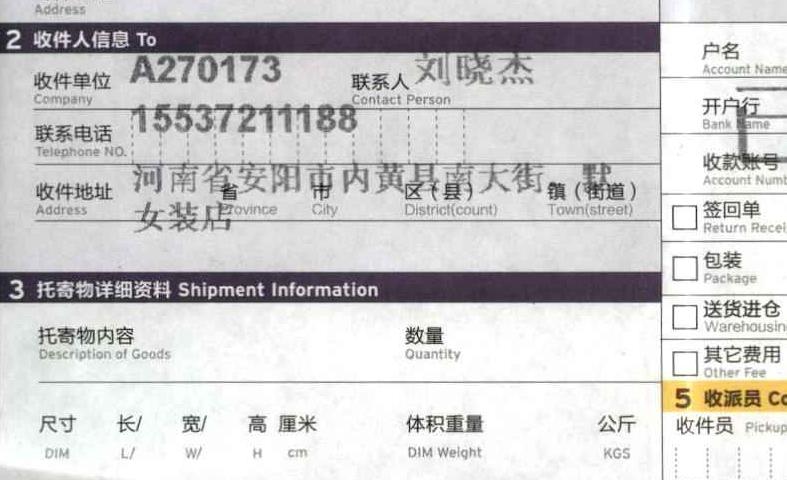 Address
2 收件人信息 To
收件单位 A270173 联系人 刘晓杰
Company Contact Person
联系电话 15537211188
Telephone NO.
收件地址 河南省安阳市内黄县南大街 默
省 市 区(县) 镇(街道)
Address Province City District(count) Town(street)
女装店
3 托寄物详细资料 Shipment Information
托寄物内容 数量
Description of Goods Quantity
尺寸 长/ 宽/ 高 厘米 体积重量 公斤
DIM L/ W/ H cm DIM Weight KGS
户名
Account Name
开户行
Bank Name
收款账号
Account
签回单
Return
包装
Package
送货进仓
其它费用
Other Fee
5 收派员
收件员 Pickup